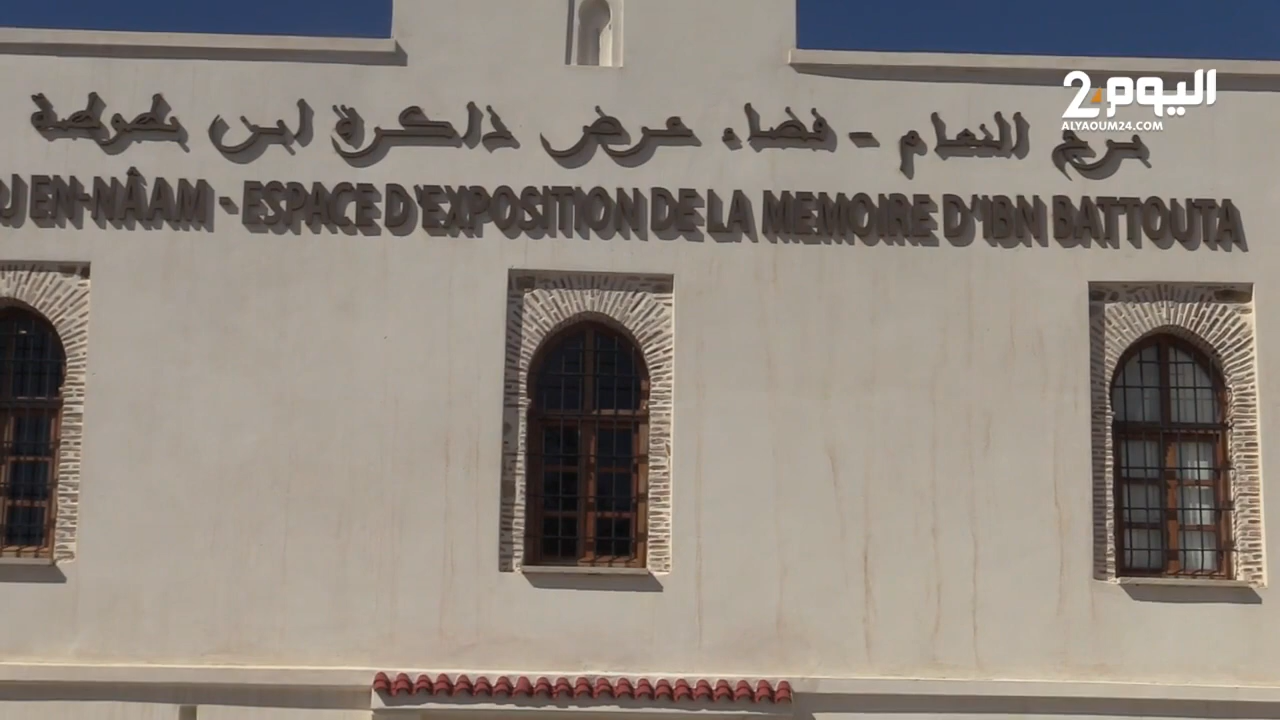 اليوم 24
ALYAOUM24.COM
برج النعام - فضاء عرض ذاكرة ابن بطوطة
EN-NÂAM - ESPACE D'EXPOSITION DE LA MEMOIRE D'IBN BATTOUTA